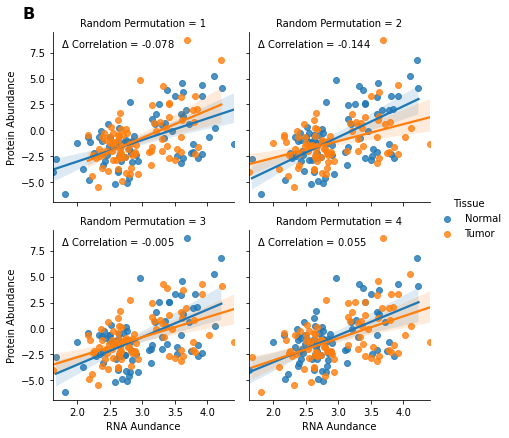 B
Random Permutation = 1
Random Permutation = 2
Δ Correlation = -0.078
Δ Correlation = -0.144
Protein Abundance
7.5
5.0
2.5
0.0
−2.5
−5.0
Tissue
Normal
Tumor
Random Permutation = 3
Random Permutation = 4
Δ Correlation = -0.005
Δ Correlation = 0.055
Protein Abundance
7.5
5.0
2.5
0.0
−2.5
−5.0
2.0 2.5 3.0 3.5 4.0
2.0 2.5 3.0 3.5 4.0
RNA Aundance
RNA Aundance